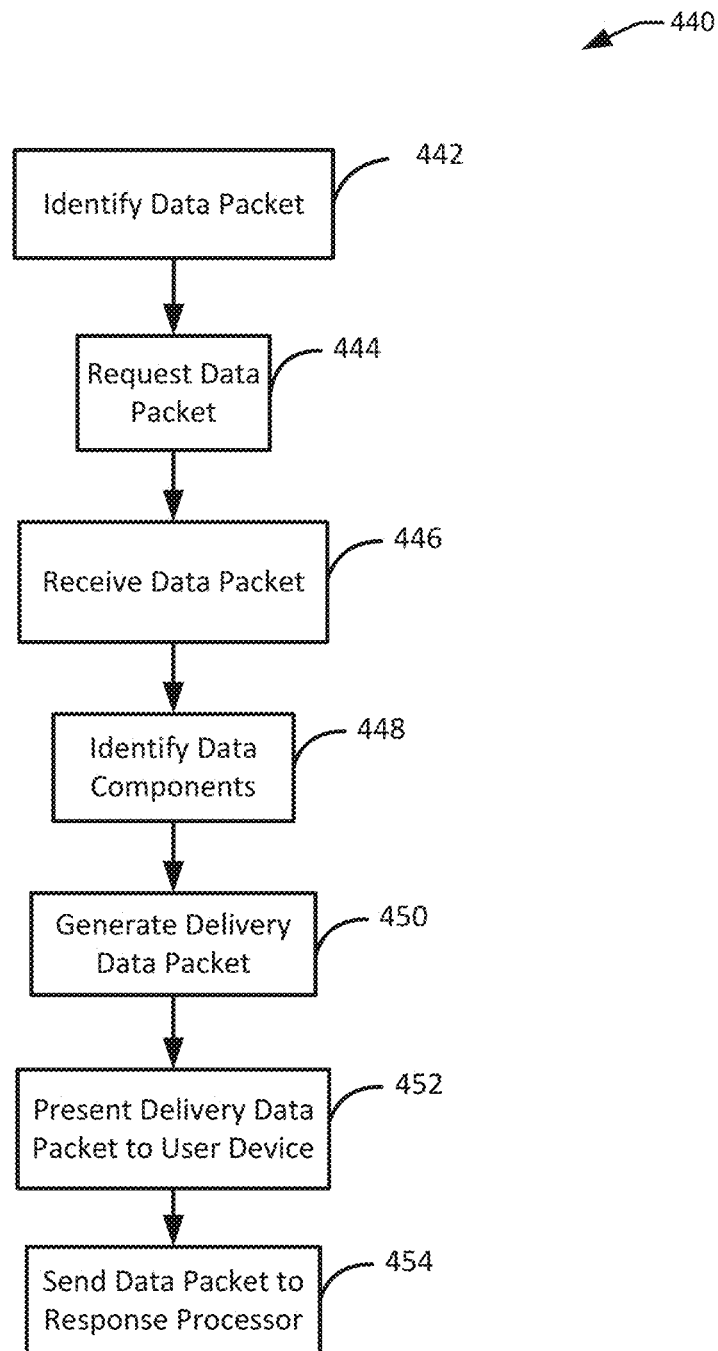 440
442
Identify Data Packet
444
Request Data
Packet
446
Receive Data Packet
448
Identify Data
Components
450
Generate Delivery
Data Packet
452
Present Delivery Data
Packet to User Device
454
Send Data Packet to
Response Processor